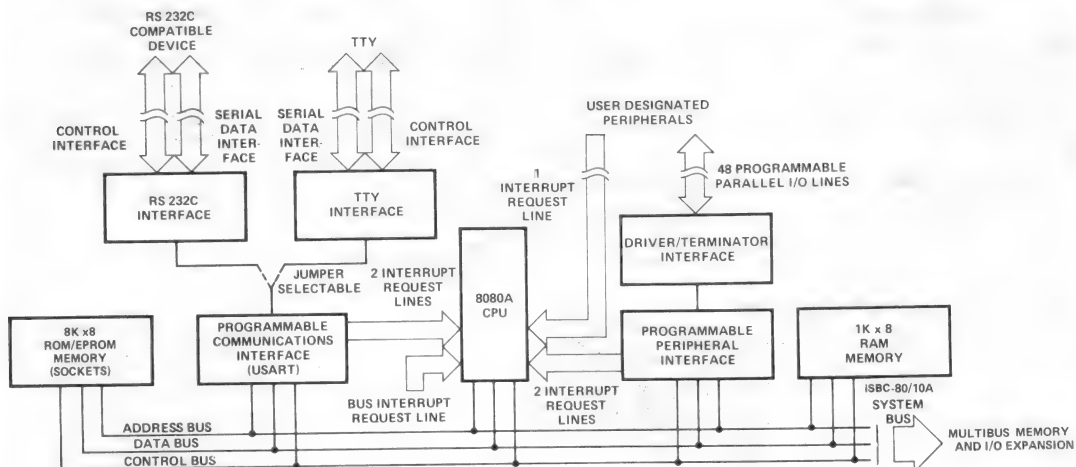 RS 232C
COMPATIBLE
DEVICE
TTY
CONTROL
INTERFACE
SERIAL
DATA
INTER-
FACE
SERIAL
DATA
INTERFACE
CONTROL
INTERFACE
USER DESIGNATED
PERIPHERALS
1
INTERRUPT
REQUEST
LINE
48 PROGRAMMABLE
PARALLEL I/O LINES
RS 232C
INTERFACE
TTY
INTERFACE
DRIVER/TERMINATOR
INTERFACE
JUMPER
SELECTABLE
2 INTERRUPT
REQUEST
LINES
8080A
CPU
8K x8
ROM/EPROM
MEMORY
(SOCKETS)
PROGRAMMABLE
COMMUNICATIONS
INTERFACE
(USART)
PROGRAMMABLE
PERIPHERAL
INTERFACE
1K x 8
RAM
MEMORY
BUS INTERRUPT
REQUEST LINE
2 INTERRUPT
REQUEST
LINES
iSBC-80/10A
SYSTEM
BUS
ADDRESS BUS
DATA BUS
CONTROL BUS
MULTIBUS MEMORY
AND I/O EXPANSION